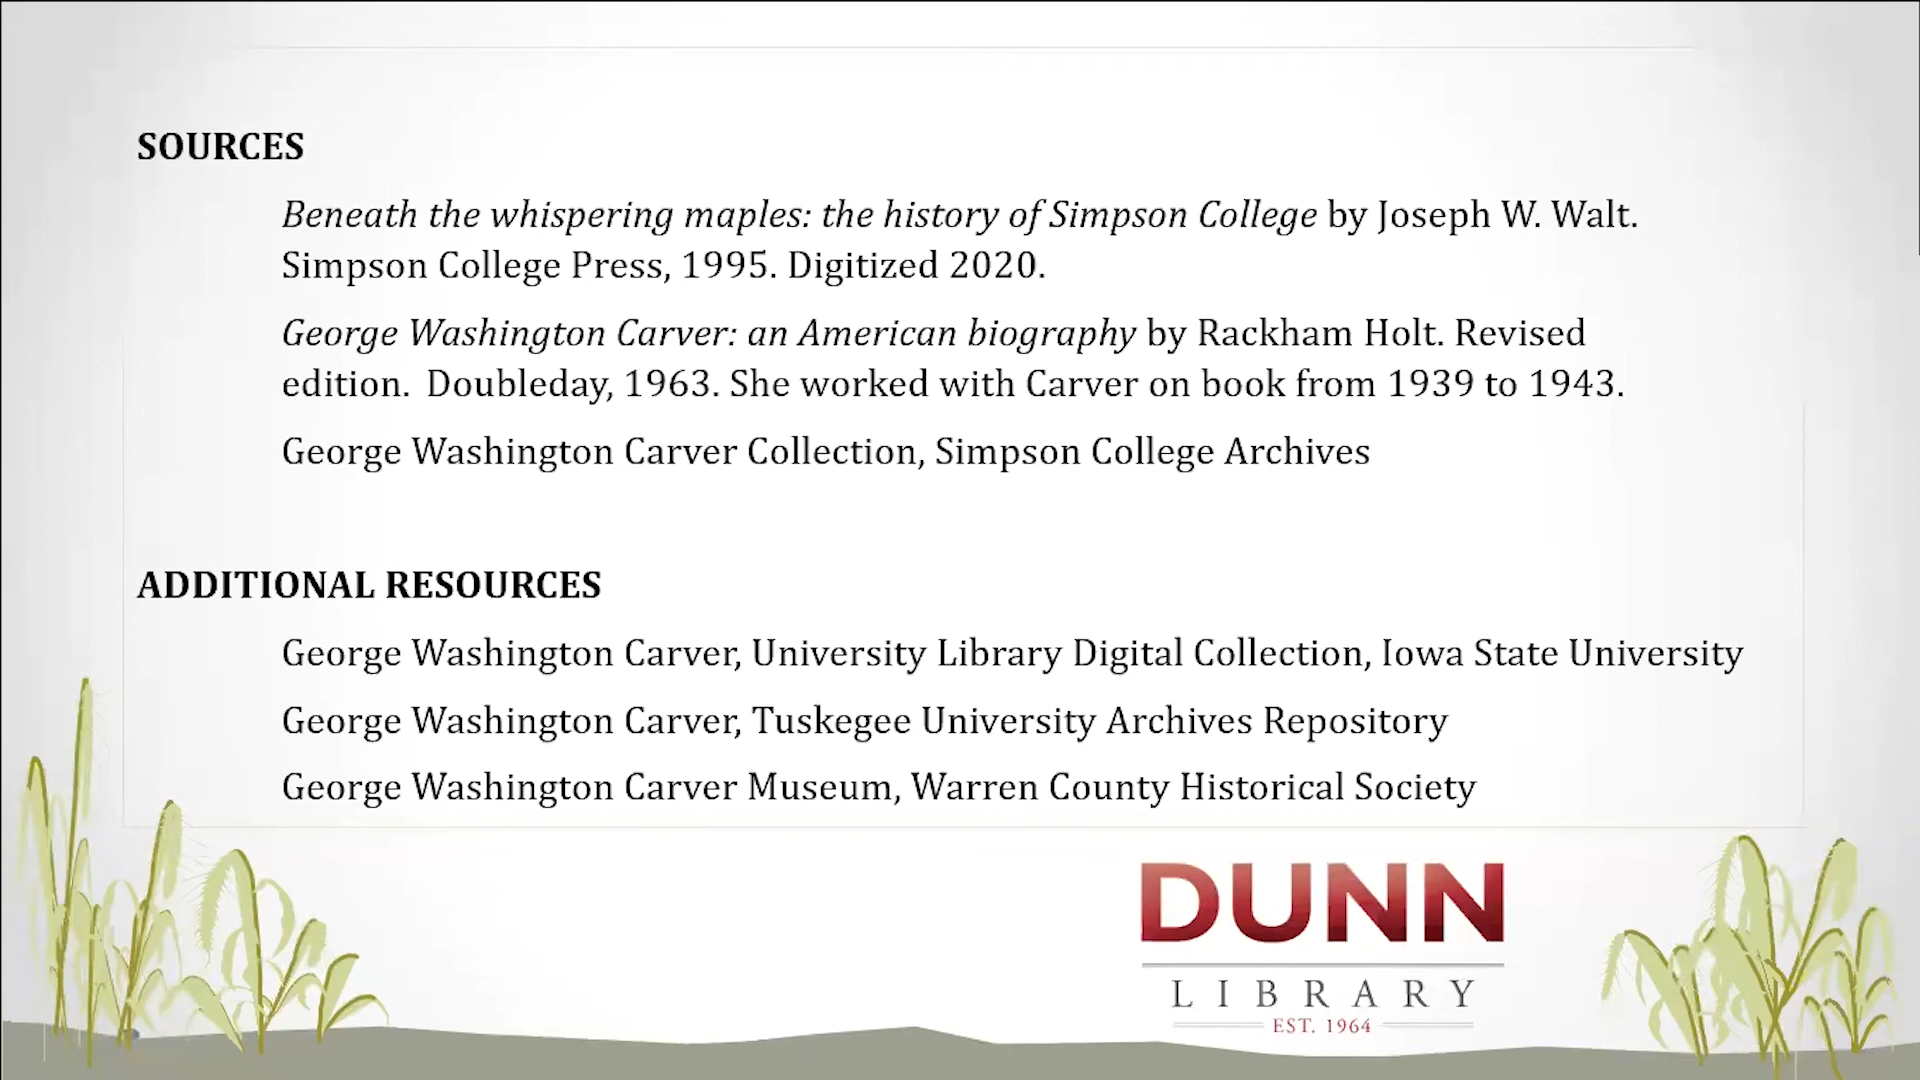 SOURCES
Beneath the whispering maples: the history of Simpson College by Joseph W. Walt.
Simpson College Press, 1995. Digitized 2020.
George Washington Carver: an American biography by Rackham Holt. Revised
edition.  Doubleday, 1963. She worked with Carver on book from 1939 to 1943.
George Washington Carver Collection, Simpson College Archives
ADDITIONAL RESOURCES
George Washington Carver, University Library Digital Collection, Iowa State University
George Washington Carver, Tuskegee University Archives Repository
George Washington Carver Museum, Warren County Historical Society
DUNN
LIBRARY
EST. 1964